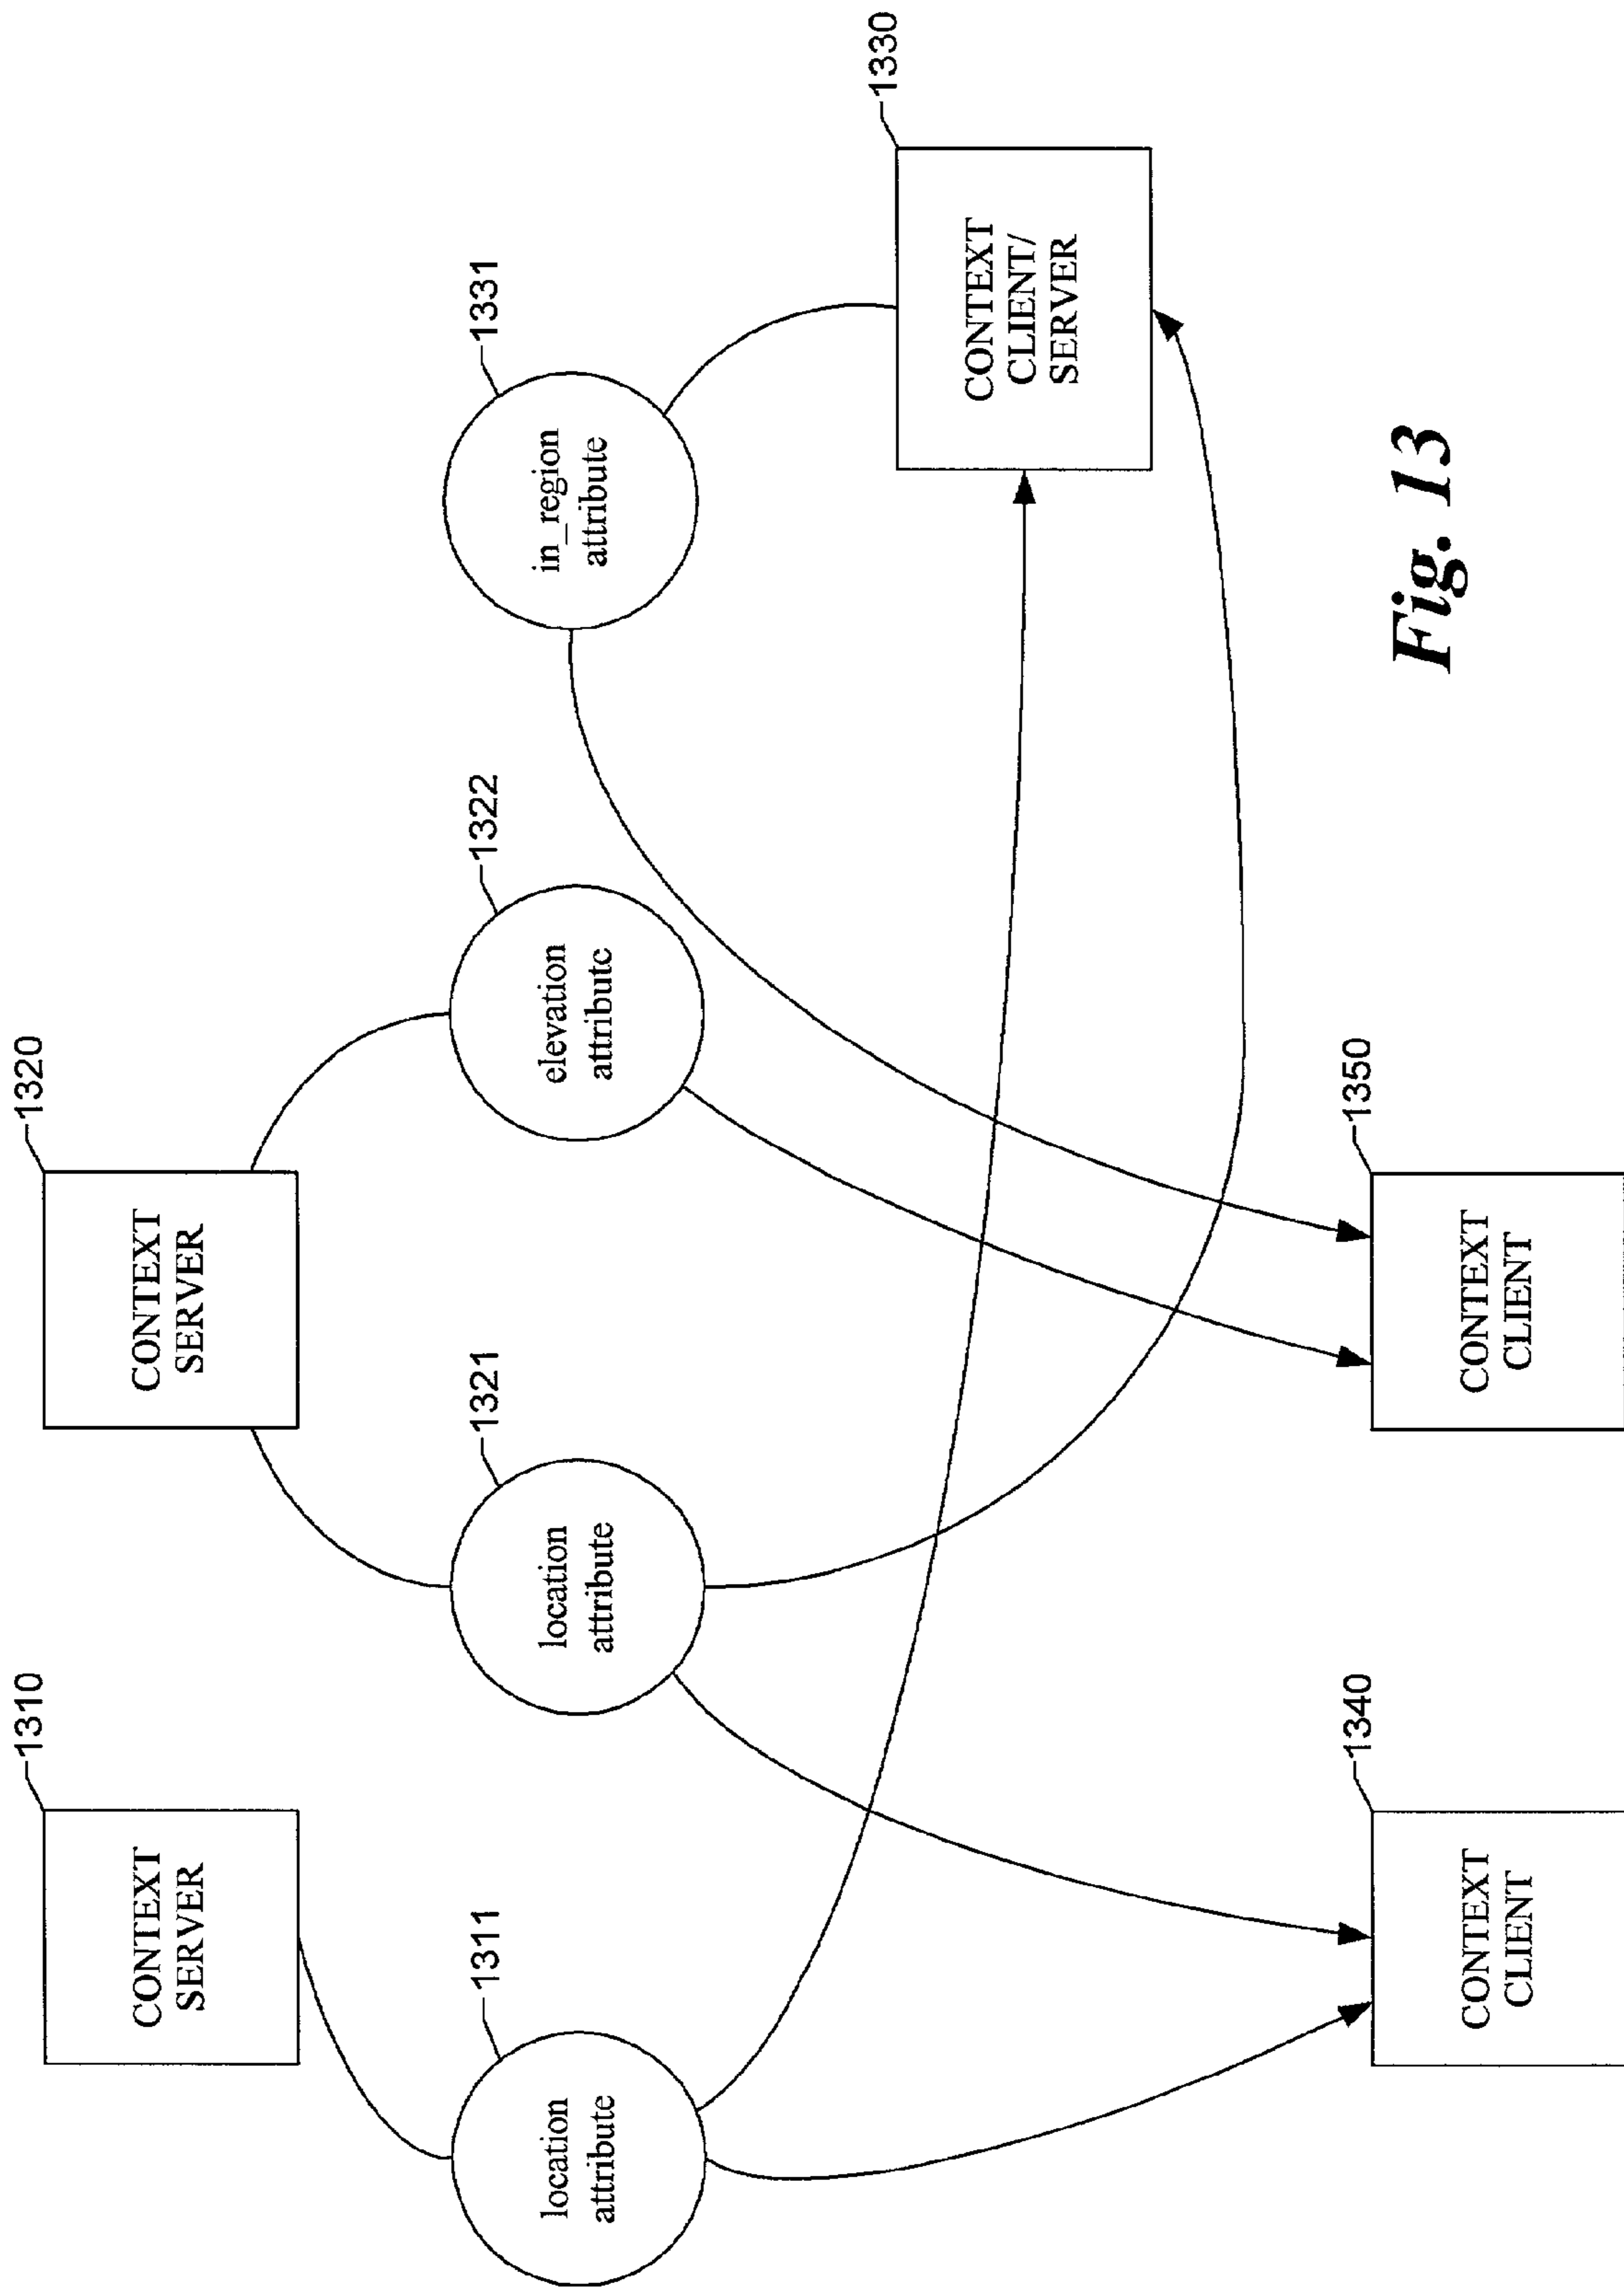 1310
CONTEXT
SERVER
1320
CONTEXT
SERVER
1311
location
attribute
1321
location
attribute
1322
elevation
attribute
1331
in_region
attribute
1330
CONTEXT
CLIENT/
SERVER
1340
CONTEXT
CLIENT
1350
CONTEXT
CLIENT
Fig. 13